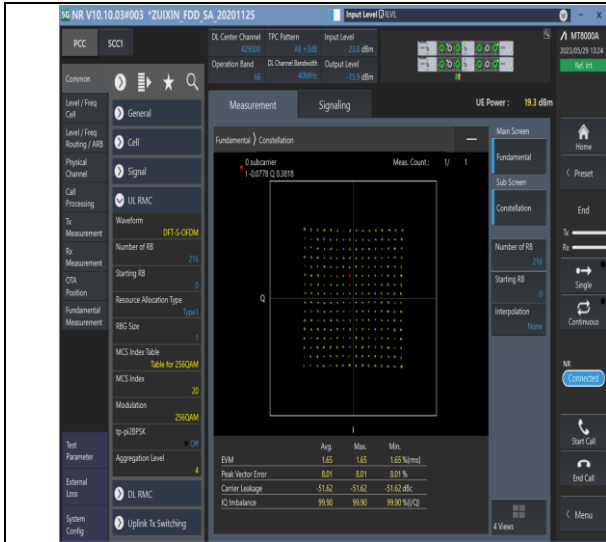 5G NR V10.10.03#003 *ZUIXIN_FDD_SA_20201125
Input Level Q ILVL
PCC SCC1
DL Center Channel TPC Pattern Input Level
429000 All +3dB 23.0 dBm
Operation Band DL Channel Bandwidth Output Level
66 40MHz -15.9 dBm
MT8000A
2023/05/29 13:24
Ref. Int
Common
Level / Freq
Cell
Level / Freq
Routing / ARB
Physical
Channel
Call
Processing
Tx
Measurement
Rx
Measurement
OTA
Position
Fundamental
Measurement
Test
Parameter
External
Loss
System
Config
General
Cell
Signal
UL RMC
Waveform
DFT-S-OFDM
Number of RB
216
Starting RB
0
Resource Allocation Type
Type1
RBG Size
1
MCS Index Table
Table for 256QAM
MCS Index
20
Modulation
256QAM
tp-pi2BPSK
Off
Aggregation Level
4
DL RMC
Uplink Tx Switching
Measurement Signaling
UE Power : 19.3 dBm
Fundamental Constellation
0 subcarrier Meas. Count : 1/ 1
I -0.0778 Q 0.3818
Q
I
Avg. Max. Min.
EVM 1.65 1.65 1.65 %(rms)
Peak Vector Error 8.01 8.01 8.01 %
Carrier Leakage -51.62 -51.62 -51.62 dBc
IQ Imbalance 99.90 99.90 99.90 %(I/Q)
Main Screen
Fundamental
Sub Screen
Constellation
Number of RB
216
Starting RB
0
Interpolation
None
4 Views
Home
Preset
End
Tx
Rx
Single
Continuous
NR
Connected
Start Call
End Call
Menu